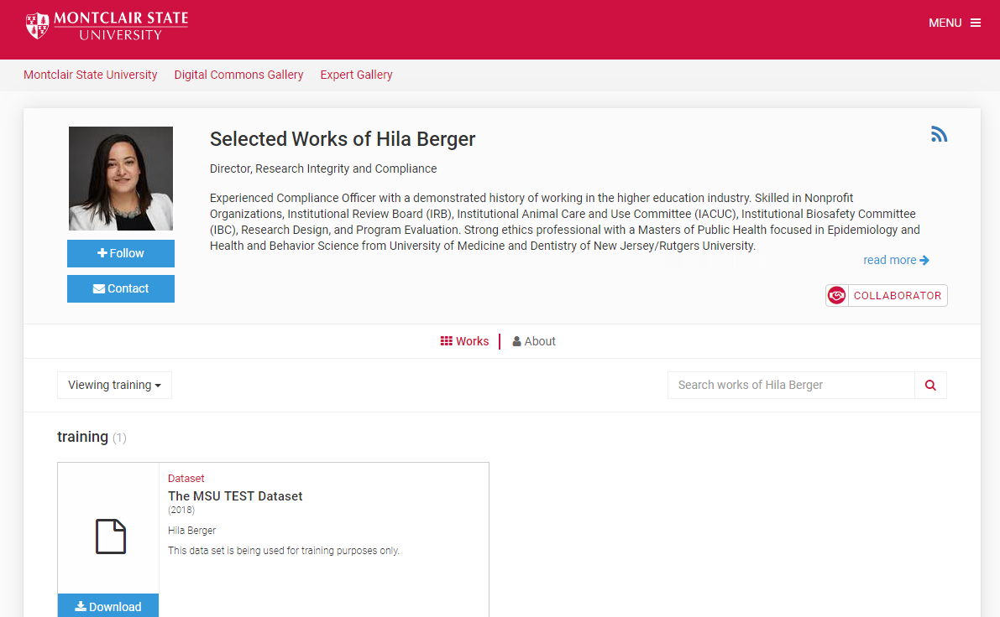 MONTCLAIR STATE
UNIVERSITY
MENU
Montclair State University Digital Commons Gallery Expert Gallery
Selected Works of Hila Berger
Director, Research Integrity and Compliance
Experienced Compliance Officer with a demonstrated history of working in the higher education industry. Skilled in Nonprofit
Organizations, Institutional Review Board (IRB), Institutional Animal Care and Use Committee (IACUC), Institutional Biosafety Committee
(IBC), Research Design, and Program Evaluation. Strong ethics professional with a Masters of Public Health focused in Epidemiology and
Health and Behavior Science from University of Medicine and Dentistry of New Jersey/Rutgers University.
read more
Follow
Contact
COLLABORATOR
Works About
Viewing training
Search works of Hila Berger
training (1)
Dataset
The MSU TEST Dataset
(2018)
Hila Berger
This data set is being used for training purposes only.
Download